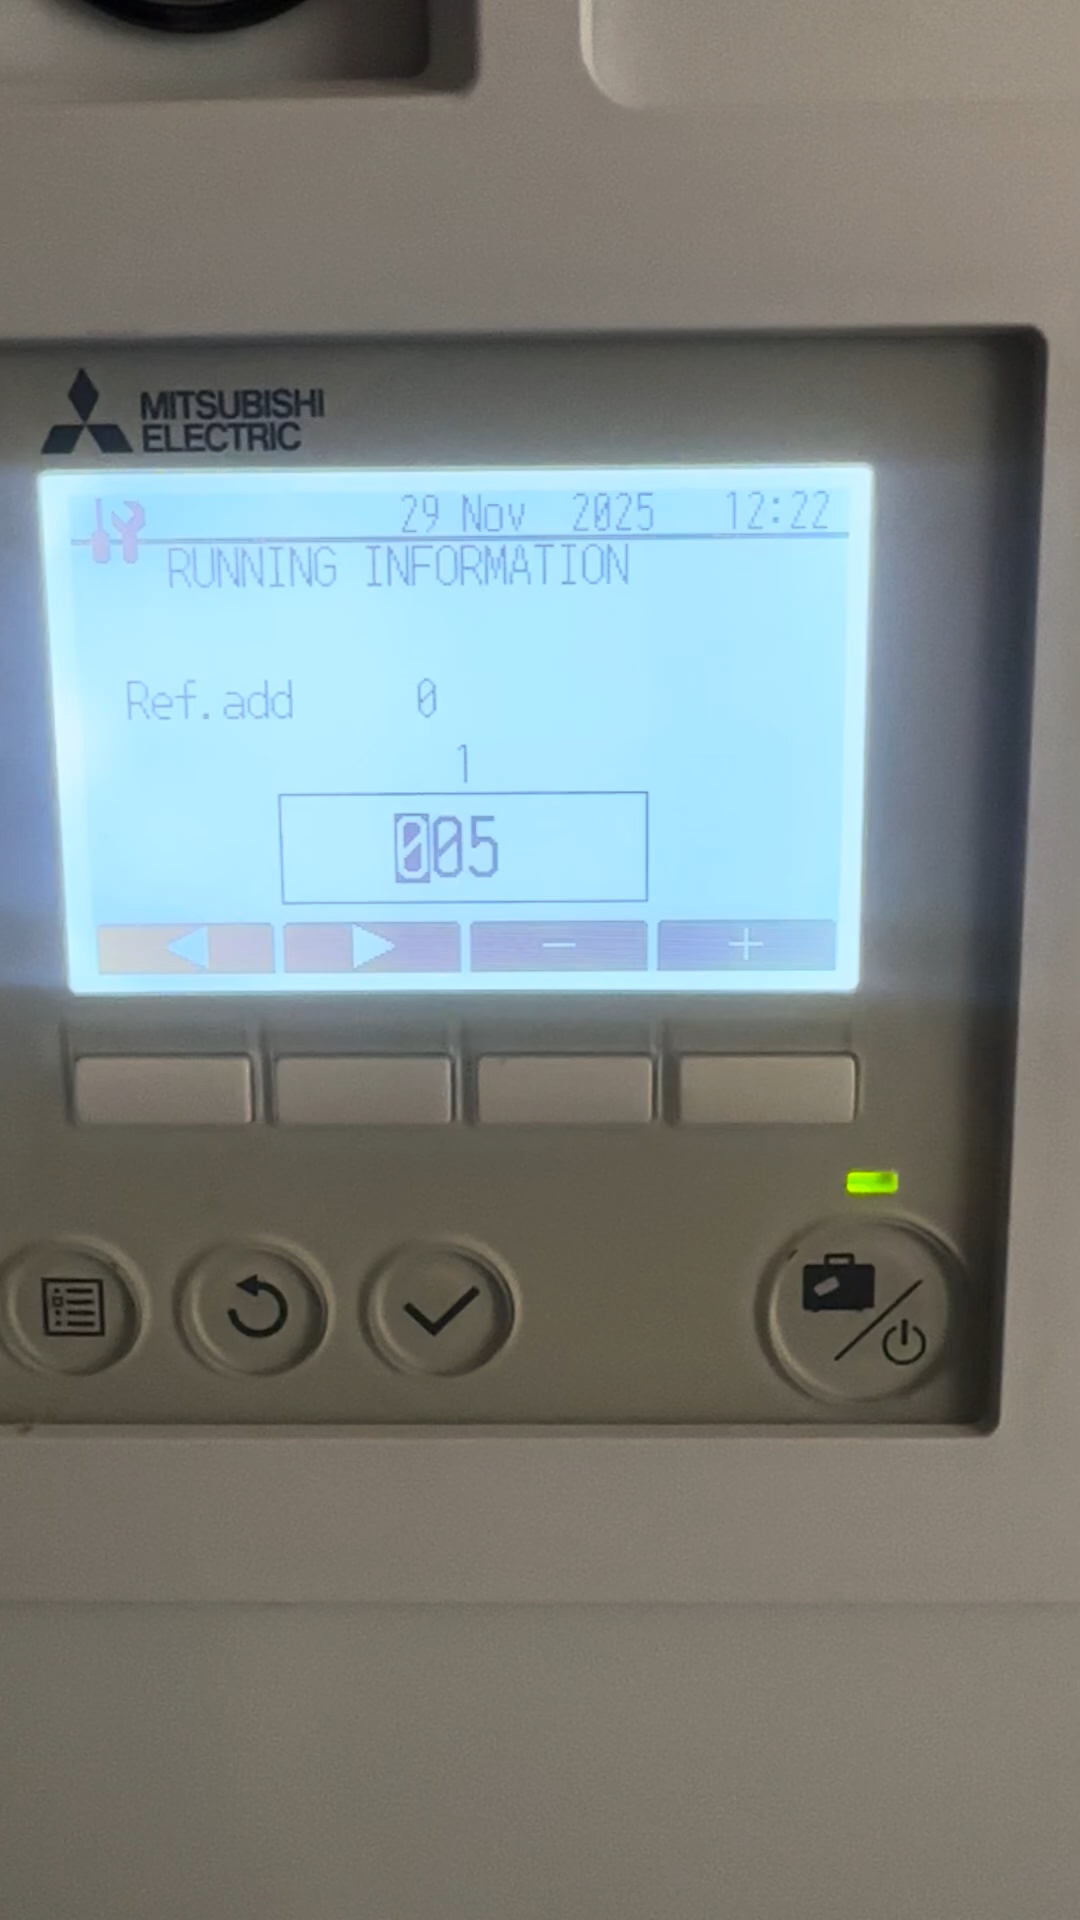 MITSUBISHI
ELECTRIC
29 Nov 2025 12:22
RUNNING INFORMATION
Ref.add 0
1
005